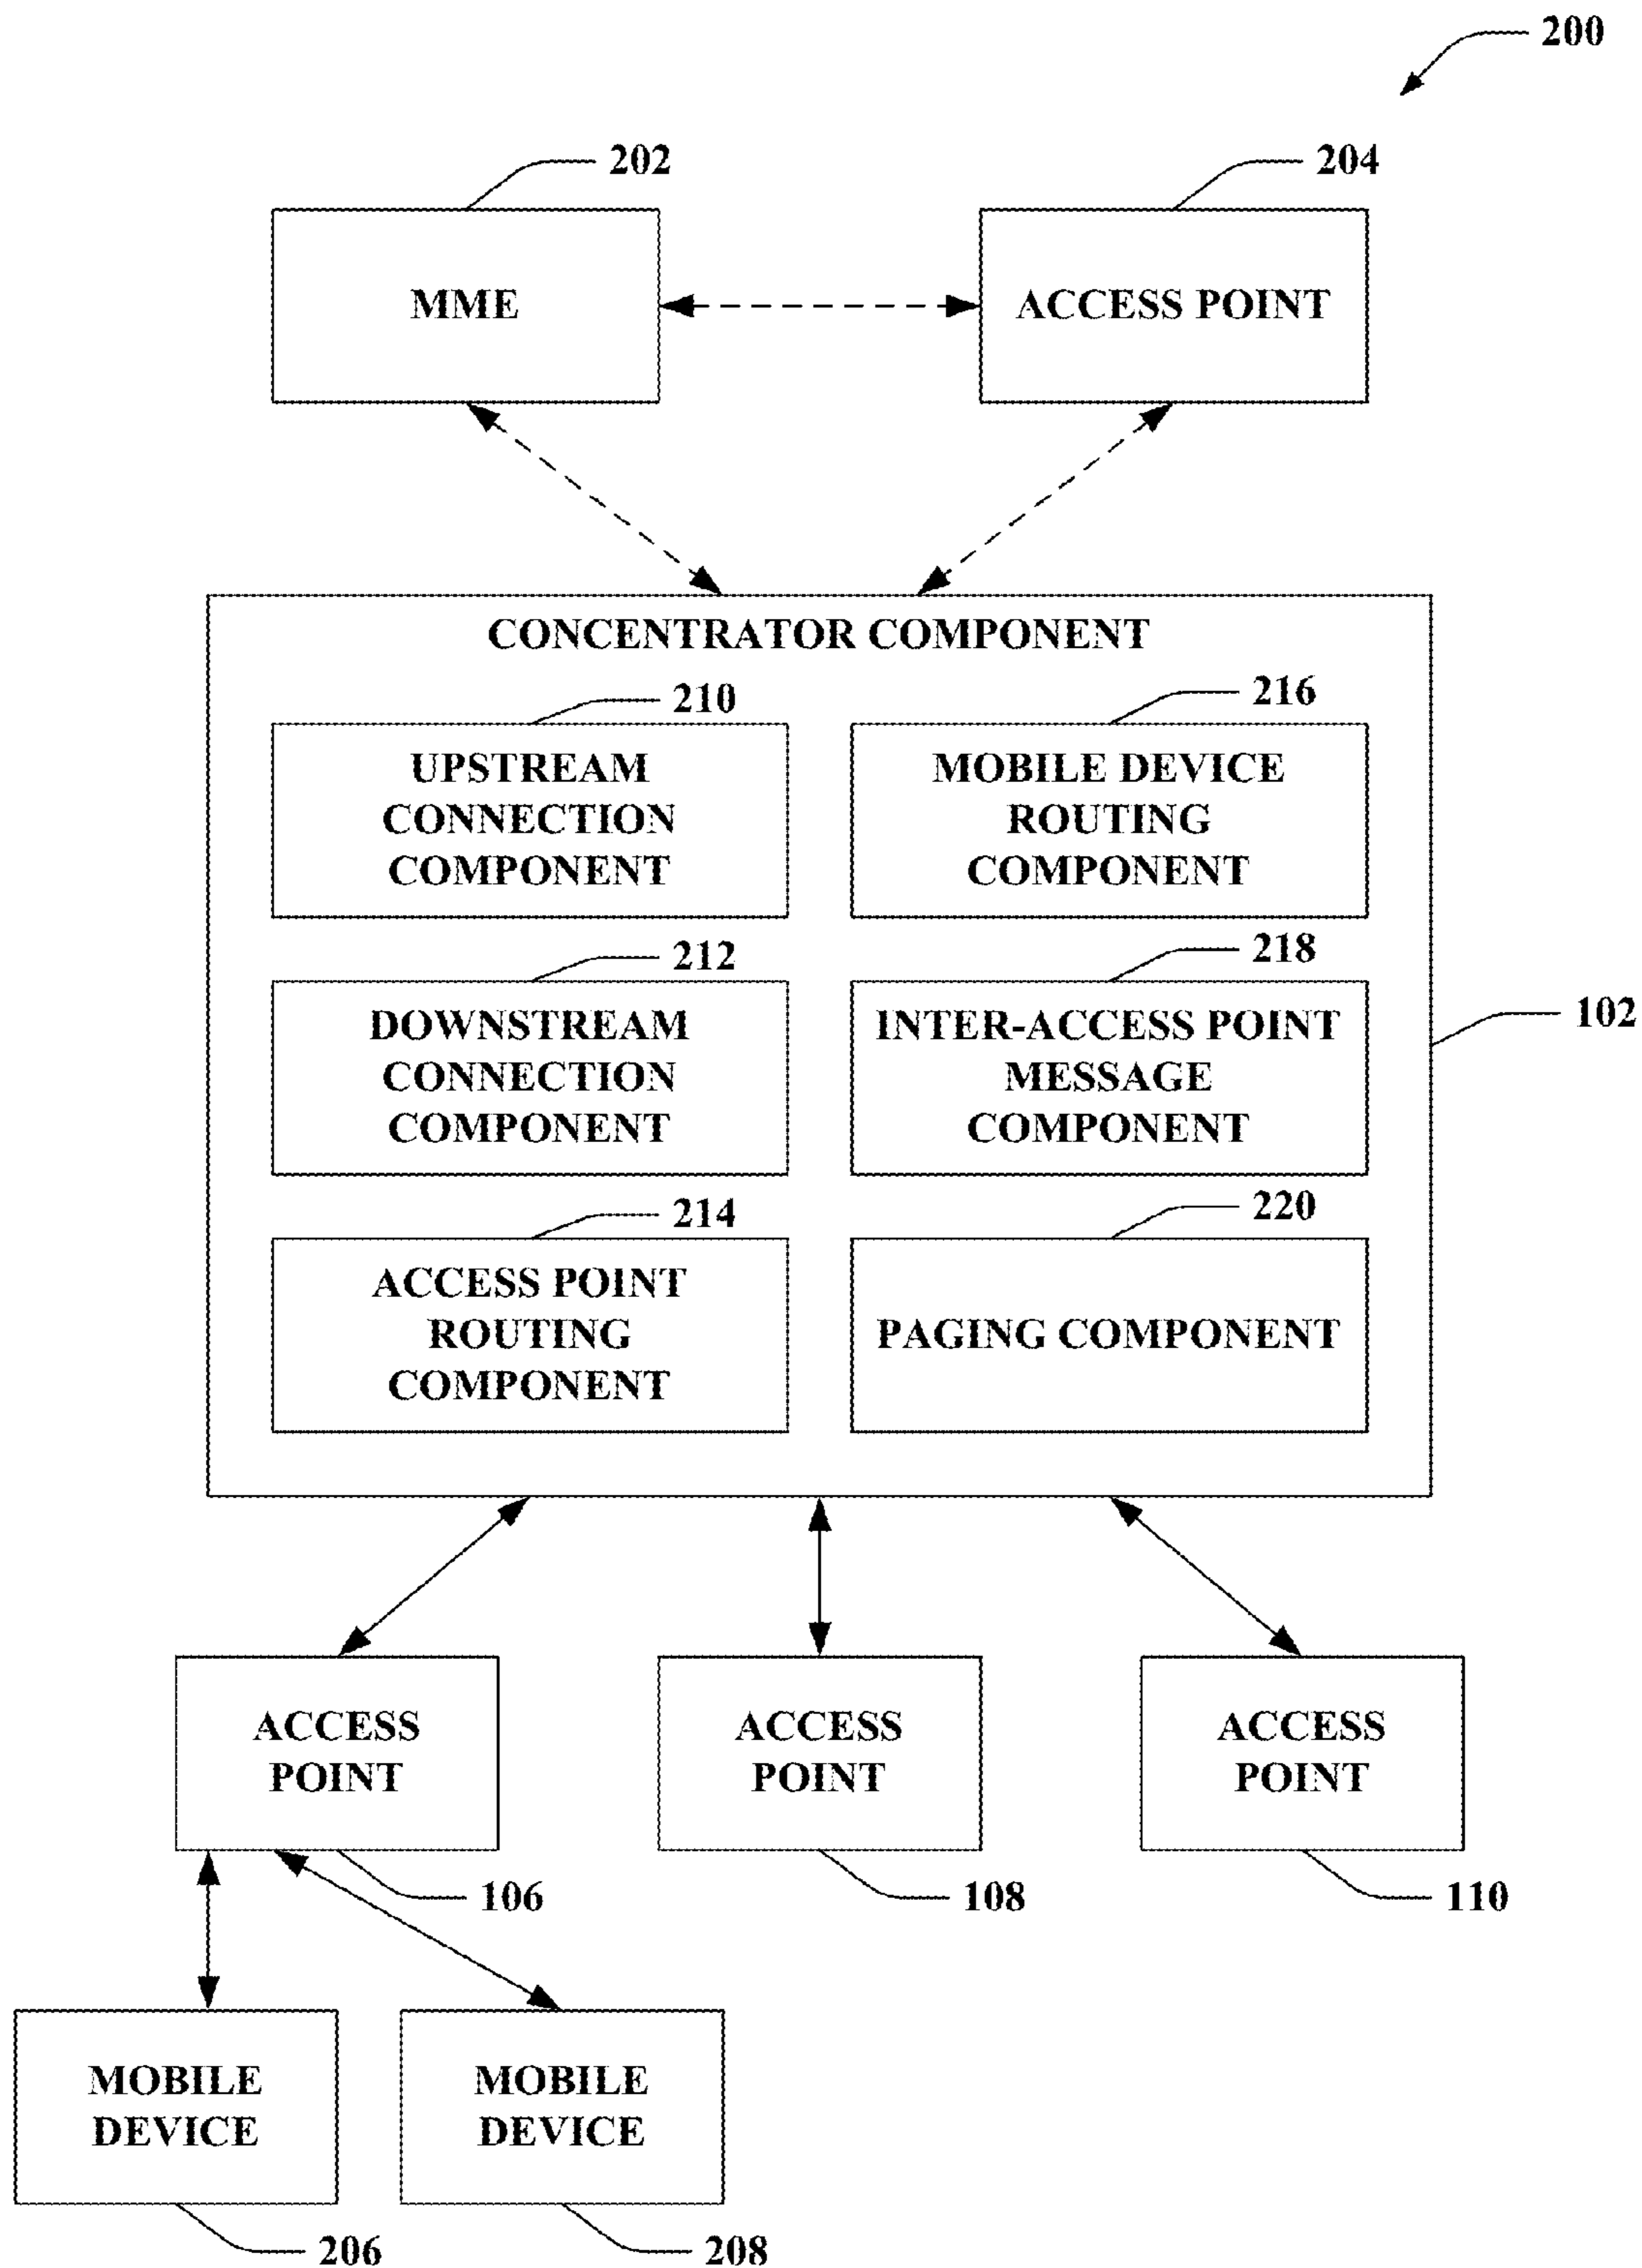 200
202
204
MME
ACCESS POINT
CONCENTRATOR COMPONENT
210
216
UPSTREAM
CONNECTION
COMPONENT
MOBILE DEVICE
ROUTING
COMPONENT
212
218
DOWNSTREAM
CONNECTION
COMPONENT
INTER-ACCESS POINT
MESSAGE
COMPONENT
102
214
220
ACCESS POINT
ROUTING
COMPONENT
PAGING COMPONENT
ACCESS
POINT
ACCESS
POINT
ACCESS
POINT
106
108
110
MOBILE
DEVICE
MOBILE
DEVICE
206
208